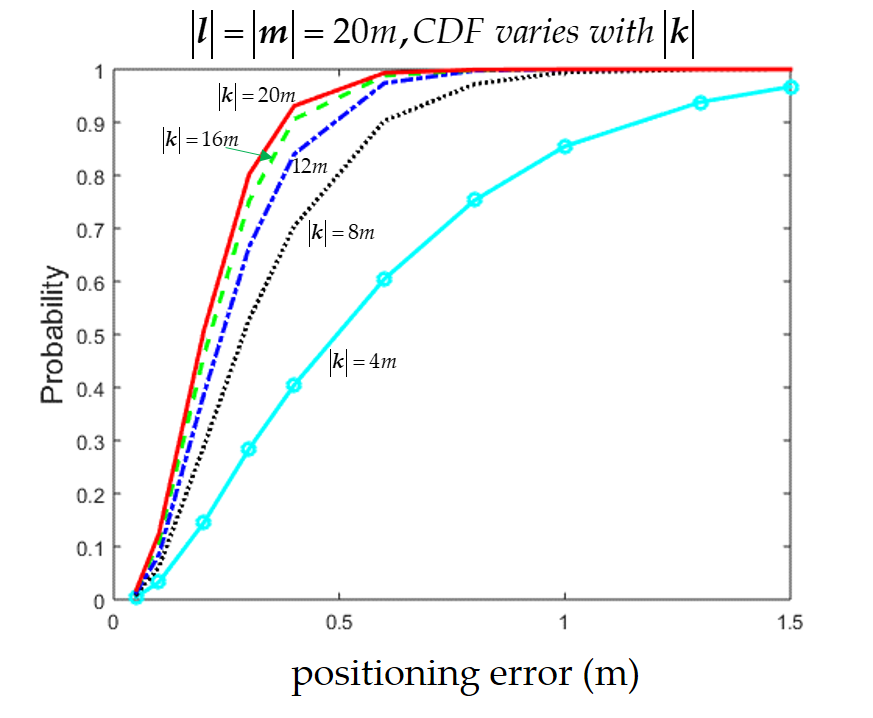 |l| = |m| = 20m, CDF varies with |k|
1
0.9
0.8
0.7
0.6
0.5
0.4
0.3
0.2
0.1
0
Probability
|k| = 20m
|k| = 16m
12m
|k| = 8m
|k| = 4m
0 0.5 1 1.5
positioning error (m)